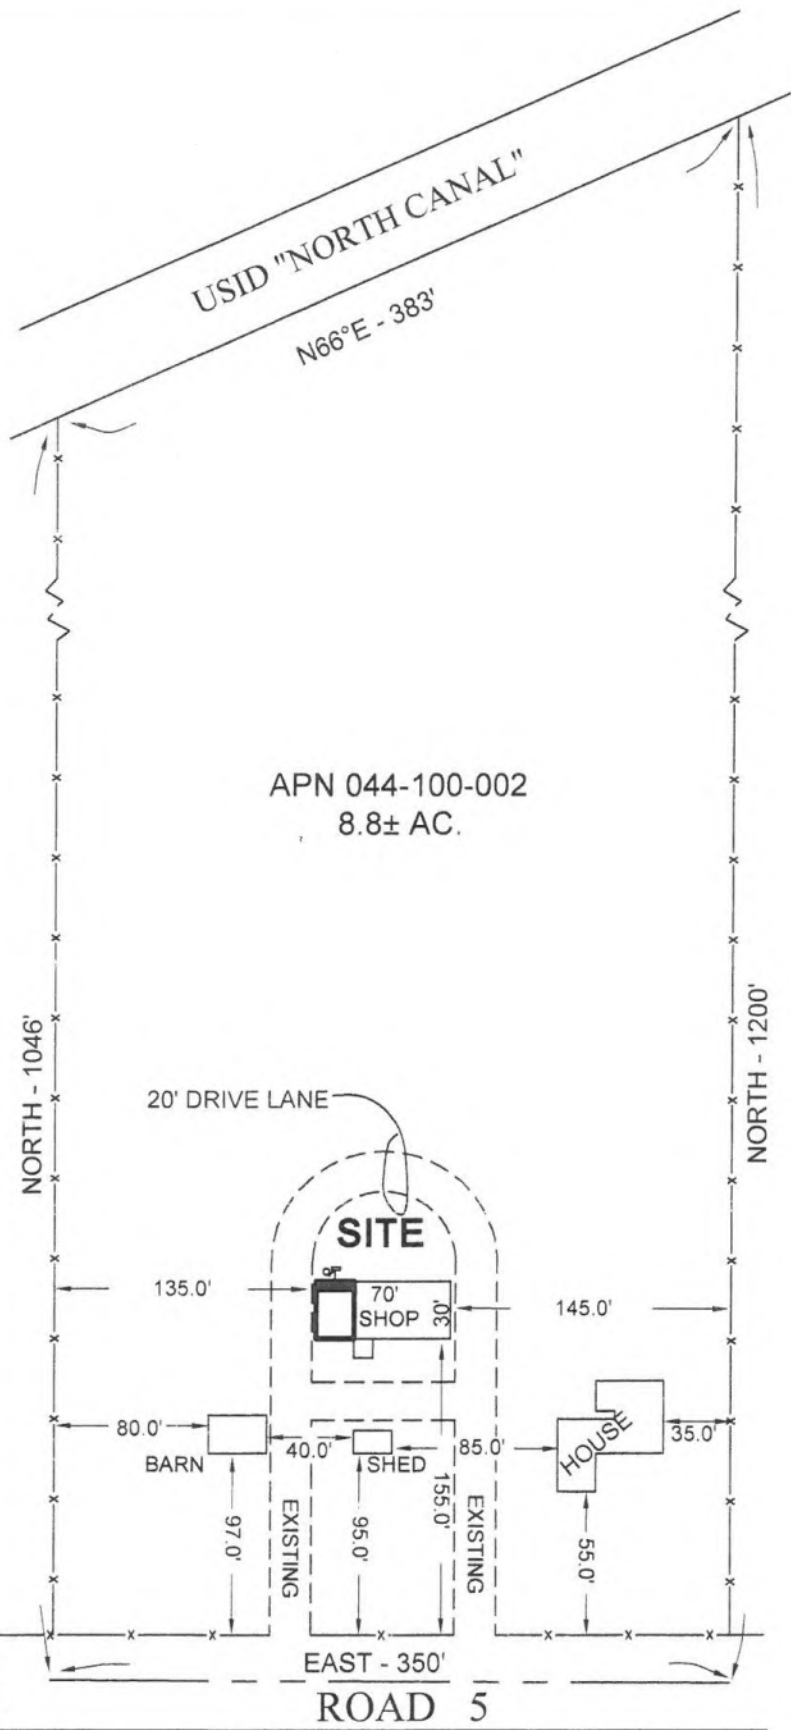 USID "NORTH CANAL"
N66°E - 383'
APN 044-100-002
8.8± AC.
NORTH - 1046'
NORTH - 1200'
20' DRIVE LANE
SITE
135.0'
70'
SHOP
30'
145.0'
80.0'
BARN
40.0'
SHED
85.0'
HOUSE
35.0'
97.0'
EXISTING
95.0'
155.0'
EXISTING
55.0'
EAST - 350'
ROAD 5